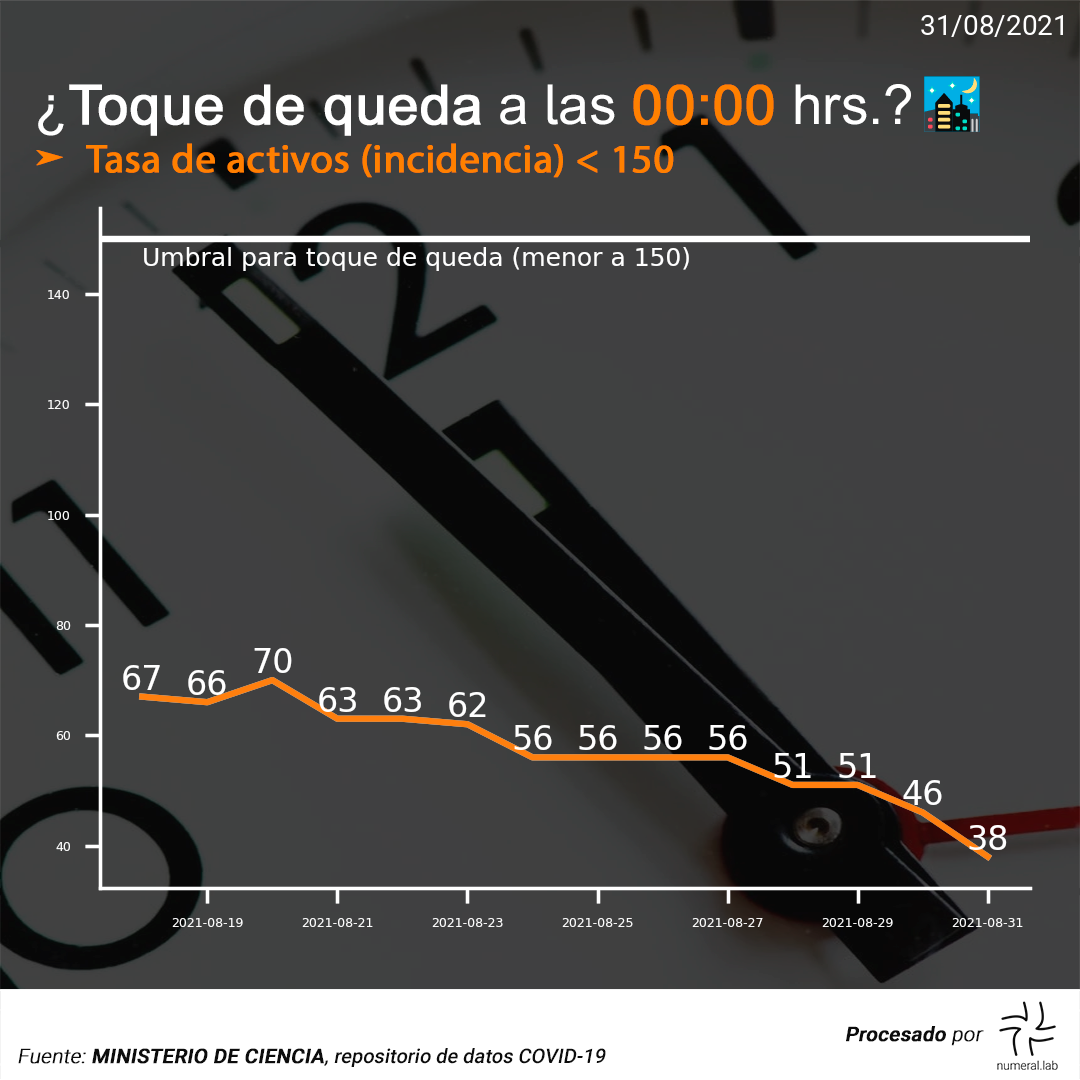 31/08/2021
¿Toque de queda a las 00:00 hrs.?
➤ Tasa de activos (incidencia) < 150
Umbral para toque de queda (menor a 150)
140
120
100
80
60
40
67 66 70 63 63 62 56 56 56 56 51 51 46 38
2021-08-19 2021-08-21 2021-08-23 2021-08-25 2021-08-27 2021-08-29 2021-08-31
12
1
11
10
Procesado por
numeral.lab
Fuente: MINISTERIO DE CIENCIA, repositorio de datos COVID-19